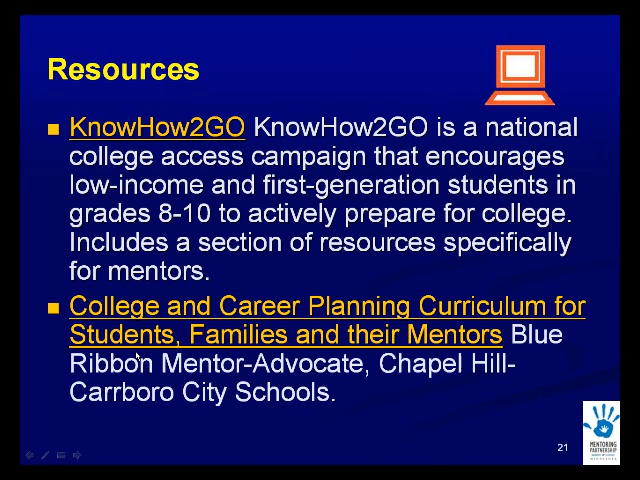 Resources
KnowHow2GO KnowHow2GO is a national
college access campaign that encourages
low-income and first-generation students in
grades 8-10 to actively prepare for college.
Includes a section of resources specifically
for mentors.
College and Career Planning Curriculum for
Students, Families and their Mentors Blue
Ribbon Mentor-Advocate, Chapel Hill-
Carrboro City Schools.
21
MENTORING
PARTNERSHIP